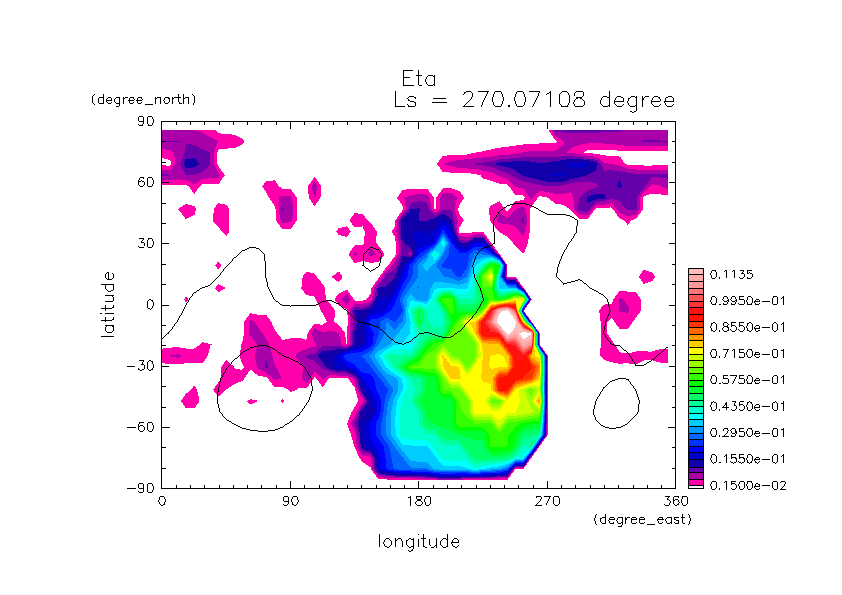 Eta
(degree_north)
Ls = 270.07108 degree
90
60
30
0
−30
−60
−90
latitude
0 90 180 270 360
(degree_east)
longitude
0.1135
0.9950e−01
0.8550e−01
0.7150e−01
0.5750e−01
0.4350e−01
0.2950e−01
0.1550e−01
0.1500e−02